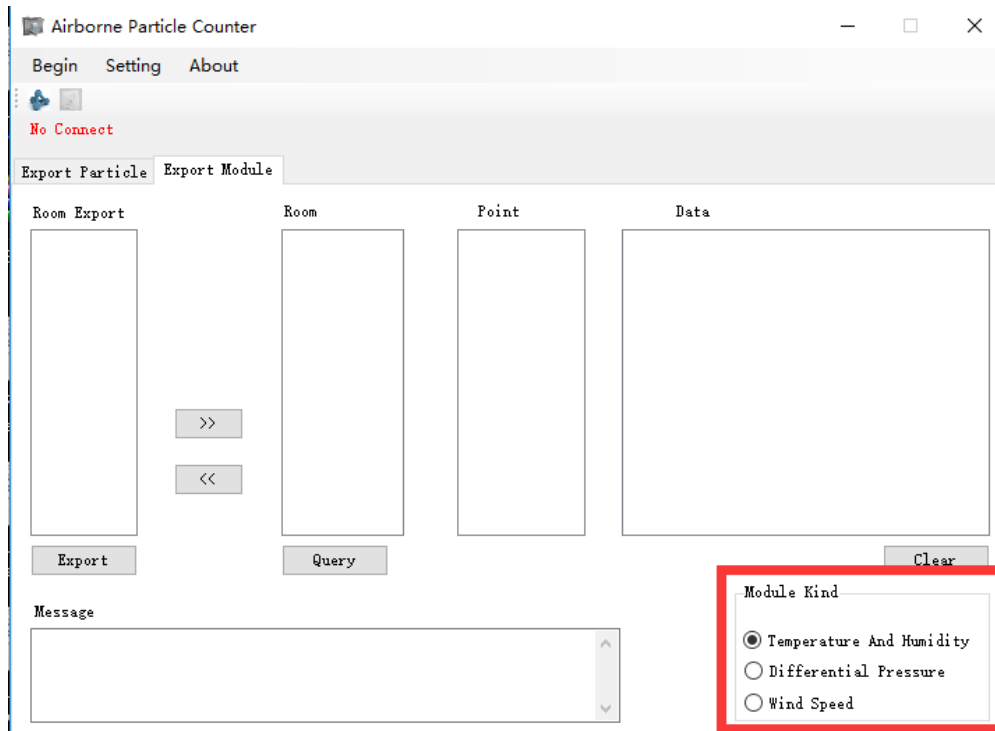 Airborne Particle Counter
Begin Setting About
No Connect
Export Particle Export Module
Room Export Room Point Data
>>
<<
Export Query Clear
Module Kind
Message
Temperature And Humidity
Differential Pressure
Wind Speed